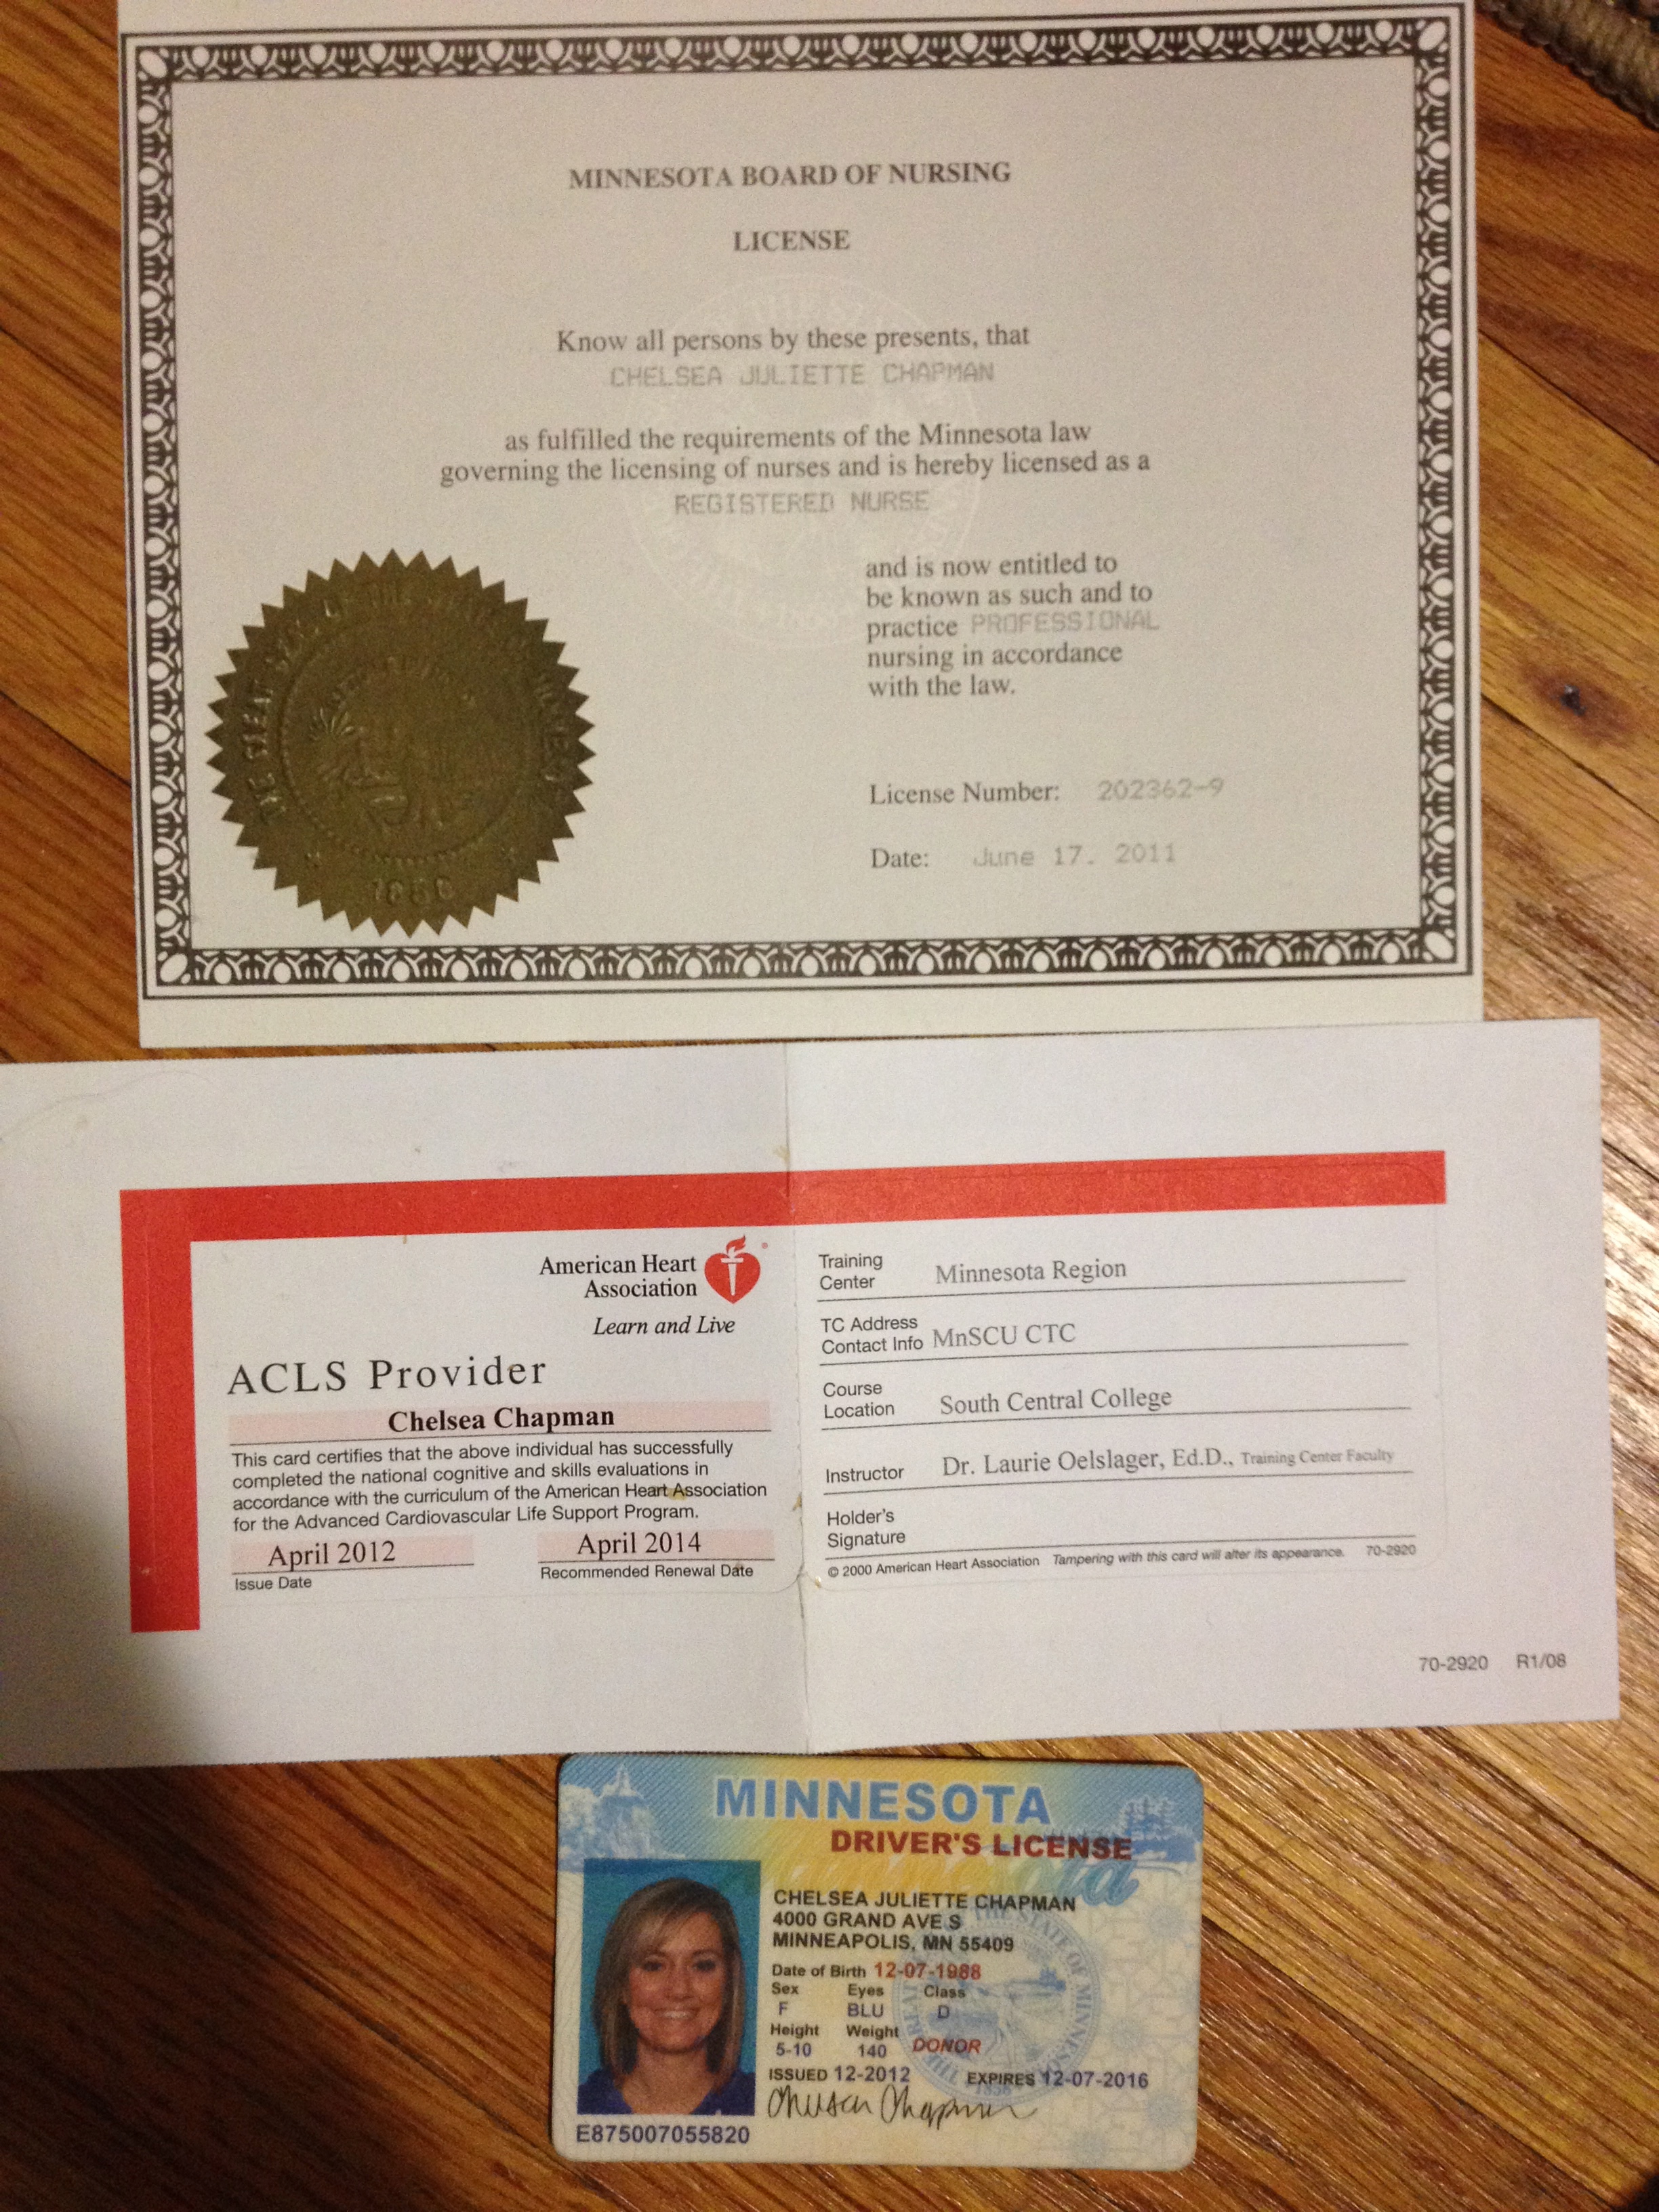 MINNESOTA BOARD OF NURSING
LICENSE
Know all persons by these presents, that
CHELSEA JULIETTE CHAPMAN
as fulfilled the requirements of the Minnesota law
governing the licensing of nurses and is hereby licensed as a
REGISTERED NURSE
and is now entitled to
be known as such and to
practice PROFESSIONAL
nursing in accordance
with the law.
License Number: 202362-9
Date: June 17. 2011
American Heart
Association
Learn and Live
ACLS Provider
Chelsea Chapman
This card certifies that the above individual has successfully
completed the national cognitive and skills evaluations in
accordance with the curriculum of the American Heart Association
for the Advanced Cardiovascular Life Support Program.
April 2012 April 2014
Issue Date Recommended Renewal Date
Training
Center Minnesota Region
TC Address
Contact Info MnSCU CTC
Course
Location South Central College
Instructor Dr. Laurie Oelslager, Ed.D., Training Center Faculty
Holder's
Signature
© 2000 American Heart Association Tampering with this card will alter its appearance. 70-2920
70-2920 R1/08
MINNESOTA
DRIVER'S LICENSE
CHELSEA JULIETTE CHAPMAN
4000 GRAND AVE S
MINNEAPOLIS, MN 55409
Date of Birth 12-07-1988
Sex Eyes Class
F BLU D
Height Weight
5-10 140 DONOR
ISSUED 12-2012 EXPIRES 12-07-2016
Chelsea Chapman
E875007055820